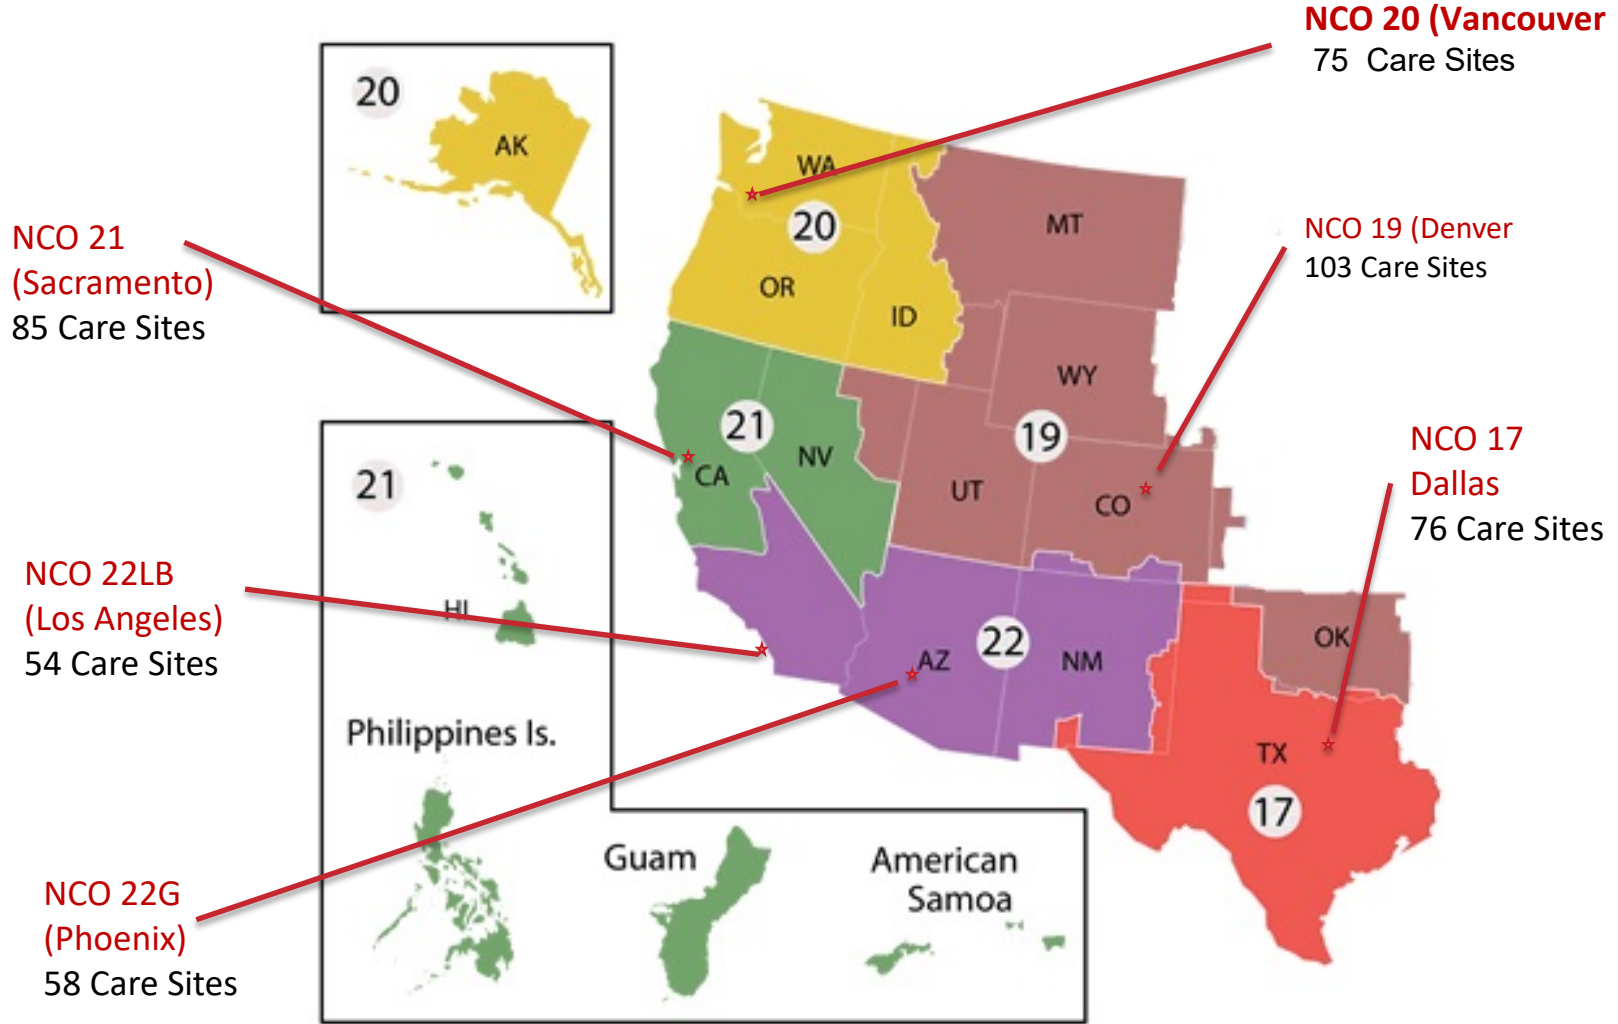 NCO 20 (Vancouver
75 Care Sites
20
AK
WA
20
OR
ID
MT
NCO 19 (Denver
103 Care Sites
NCO 21
(Sacramento)
85 Care Sites
WY
21
19
NV
CA
UT
CO
NCO 17
Dallas
76 Care Sites
21
HI
NCO 22LB
(Los Angeles)
54 Care Sites
22
AZ
NM
OK
TX
17
Philippines Is.
Guam
American
Samoa
NCO 22G
(Phoenix)
58 Care Sites